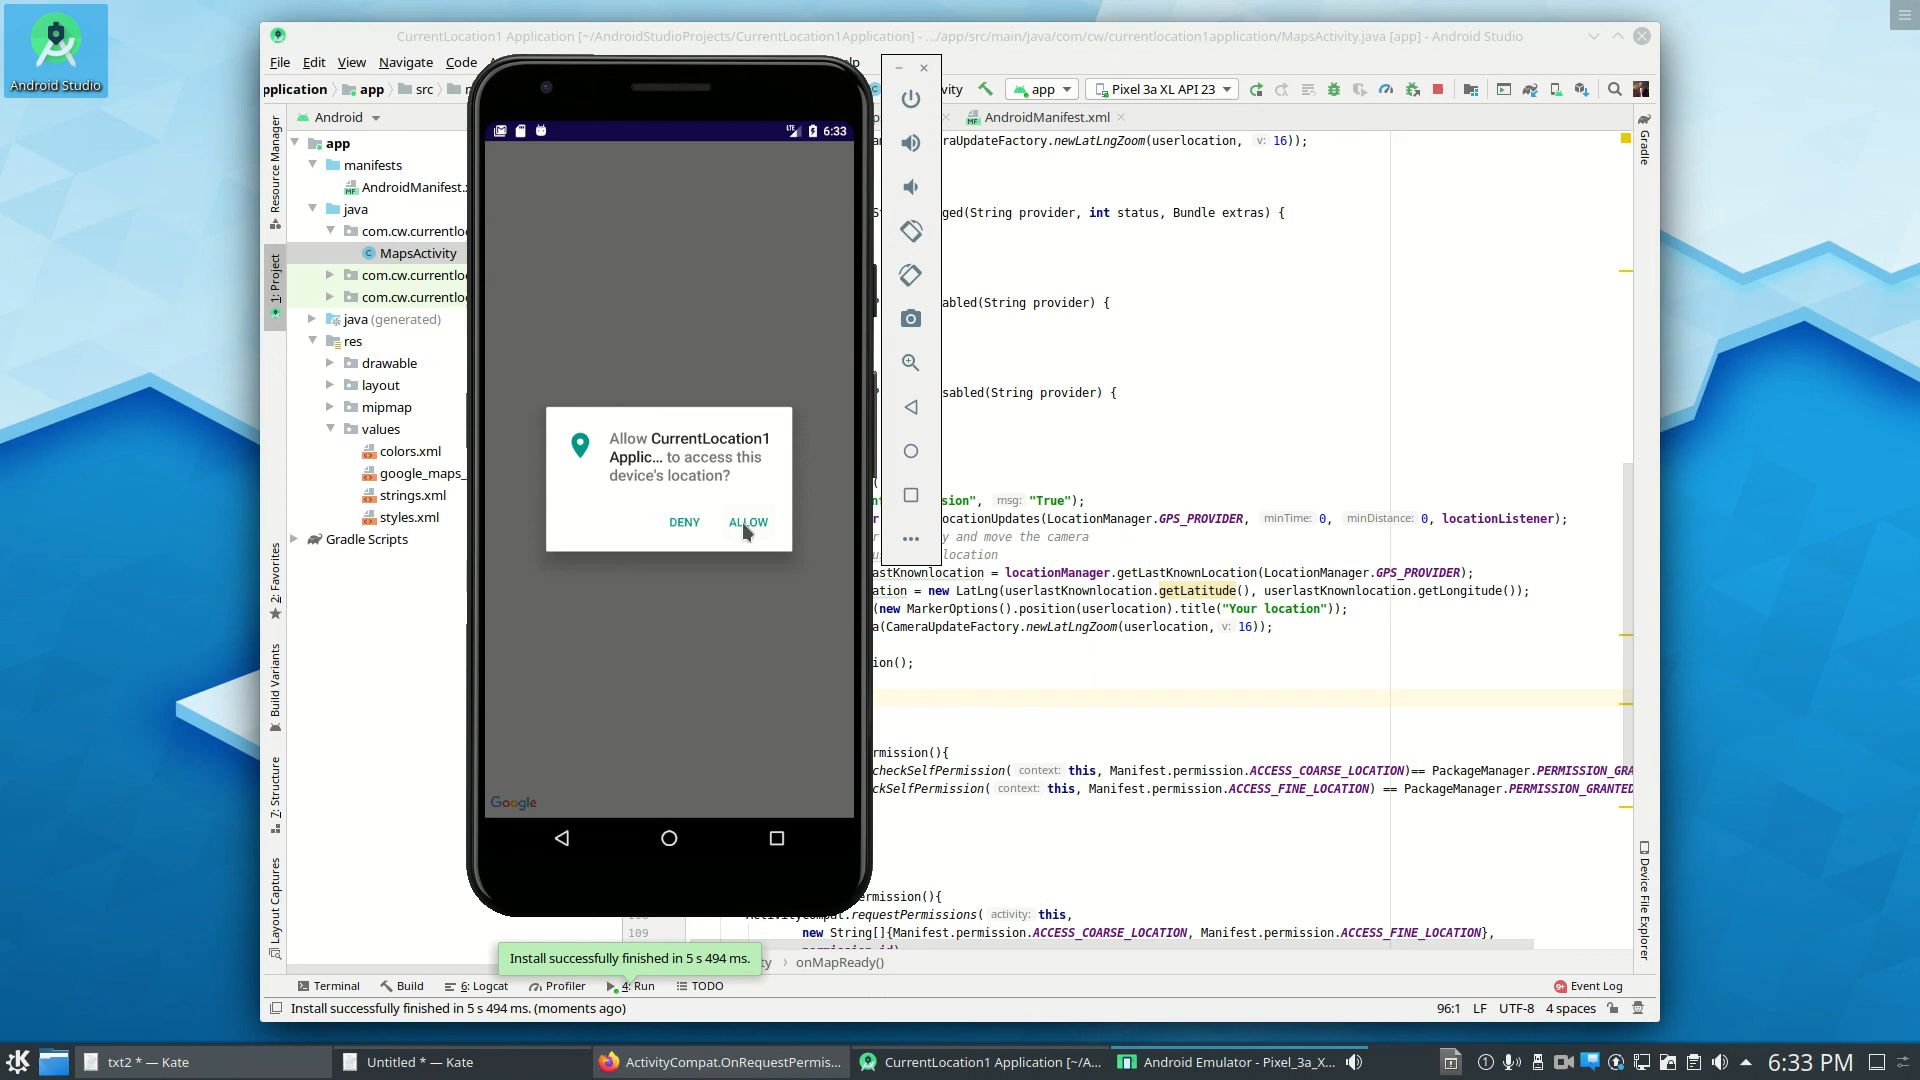 Android Studio
CurrentLocation1 Application [~/AndroidStudioProjects/CurrentLocation1Application] - .../app/src/main/java/com/cw/currentlocation1application/MapsActivity.java [app] - Android Studio
File Edit View Navigate Code
pplication app src
app Pixel 3a XL API 23
Android
AndroidManifest.xml
app
manifests
AndroidManifest.
java
com.cw.currentlo
MapsActivity
com.cw.currentlo
com.cw.currentlo
java (generated)
res
drawable
layout
mipmap
values
colors.xml
google_maps_
strings.xml
styles.xml
Gradle Scripts
Resource Manager
1: Project
2: Favorites
Build Variants
7: Structure
Layout Captures
LTE 6:33
Allow CurrentLocation1
Applic... to access this
device's location?
DENY ALLOW
Google
raUpdateFactory.newLatLngZoom(userlocation, v: 16));
ged(String provider, int status, Bundle extras) {
abled(String provider) {
sabled(String provider) {
sion", msg: "True");
ocationUpdates(LocationManager.GPS_PROVIDER, minTime: 0, minDistance: 0, locationListener);
y and move the camera
location
astKnownlocation = locationManager.getLastKnownLocation(LocationManager.GPS_PROVIDER);
ation = new LatLng(userlastKnownlocation.getLatitude(), userlastKnownlocation.getLongitude());
(new MarkerOptions().position(userlocation).title("Your location"));
a(CameraUpdateFactory.newLatLngZoom(userlocation, v: 16));
ion();
rmission(){
checkSelfPermission( context: this, Manifest.permission.ACCESS_COARSE_LOCATION)== PackageManager.PERMISSION_GRA
ckSelfPermission( context: this, Manifest.permission.ACCESS_FINE_LOCATION) == PackageManager.PERMISSION_GRANTED
ermission(){
ActivityCompat.requestPermissions( activity: this,
109 new String[]{Manifest.permission.ACCESS_COARSE_LOCATION, Manifest.permission.ACCESS_FINE_LOCATION},
Gradle
Device File Explorer
Install successfully finished in 5 s 494 ms.
ty › onMapReady()
Terminal Build 6: Logcat Profiler 4: Run TODO
9+ Event Log
Install successfully finished in 5 s 494 ms. (moments ago)
96:1 LF UTF-8 4 spaces
txt2 * — Kate
Untitled * — Kate
ActivityCompat.OnRequestPermis...
CurrentLocation1 Application [~/A...
Android Emulator - Pixel_3a_X...
6:33 PM